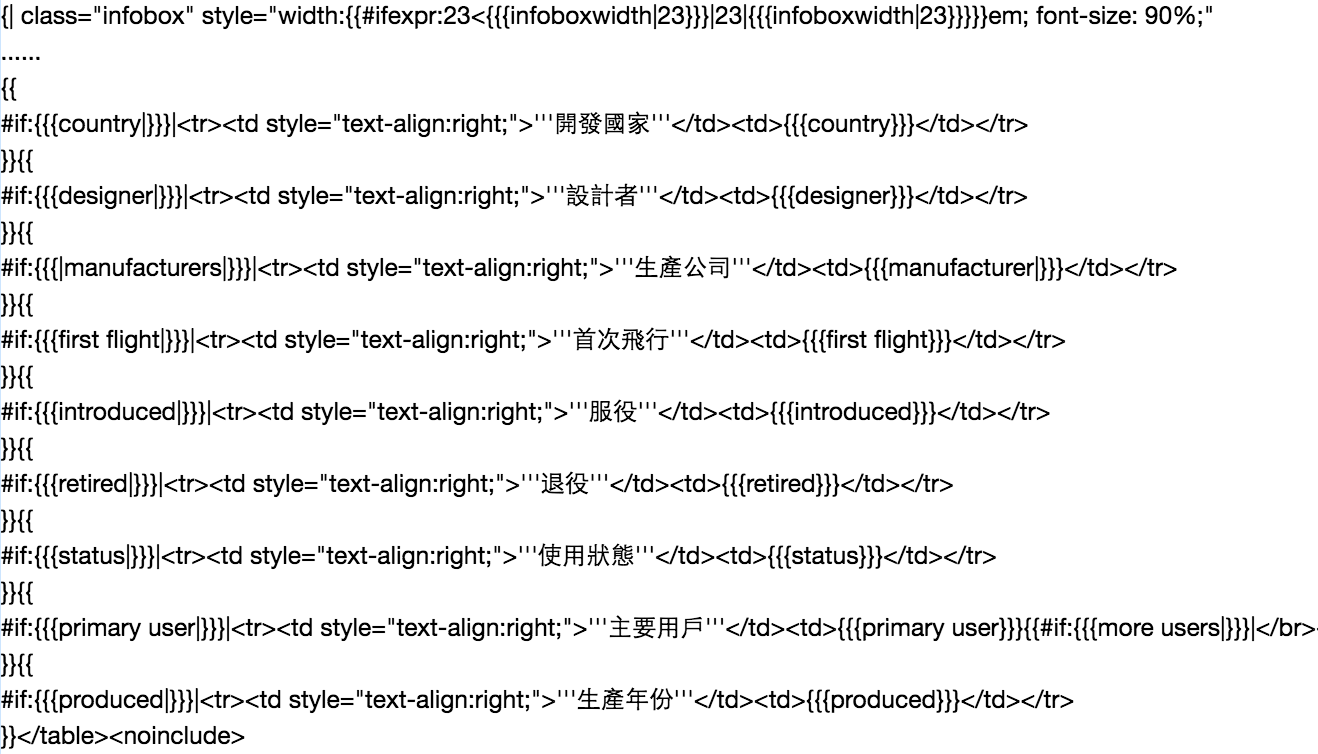 {| class="infobox" style="width:{{#ifexpr:23<{{{infoboxwidth|23}}}|23|{{{infoboxwidth|23}}}}}em; font-size: 90%;"
......
{{
#if:{{{country|}}}|<tr><td style="text-align:right;">'''開發國家'''</td><td>{{{country}}}</td></tr>
}}{{
#if:{{{designer|}}}|<tr><td style="text-align:right;">'''設計者'''</td><td>{{{designer}}}</td></tr>
}}{{
#if:{{{|manufacturers|}}}|<tr><td style="text-align:right;">'''生產公司'''</td><td>{{{manufacturer|}}}</td></tr>
}}{{
#if:{{{first flight|}}}|<tr><td style="text-align:right;">'''首次飛行'''</td><td>{{{first flight}}}</td></tr>
}}{{
#if:{{{introduced|}}}|<tr><td style="text-align:right;">'''服役'''</td><td>{{{introduced}}}</td></tr>
}}{{
#if:{{{retired|}}}|<tr><td style="text-align:right;">'''退役'''</td><td>{{{retired}}}</td></tr>
}}{{
#if:{{{status|}}}|<tr><td style="text-align:right;">'''使用狀態'''</td><td>{{{status}}}</td></tr>
}}{{
#if:{{{primary user|}}}|<tr><td style="text-align:right;">'''主要用戶'''</td><td>{{{primary user}}}{{#if:{{{more users|}}}|</br>
}}{{
#if:{{{produced|}}}|<tr><td style="text-align:right;">'''生產年份'''</td><td>{{{produced}}}</td></tr>
}}</table><noinclude>